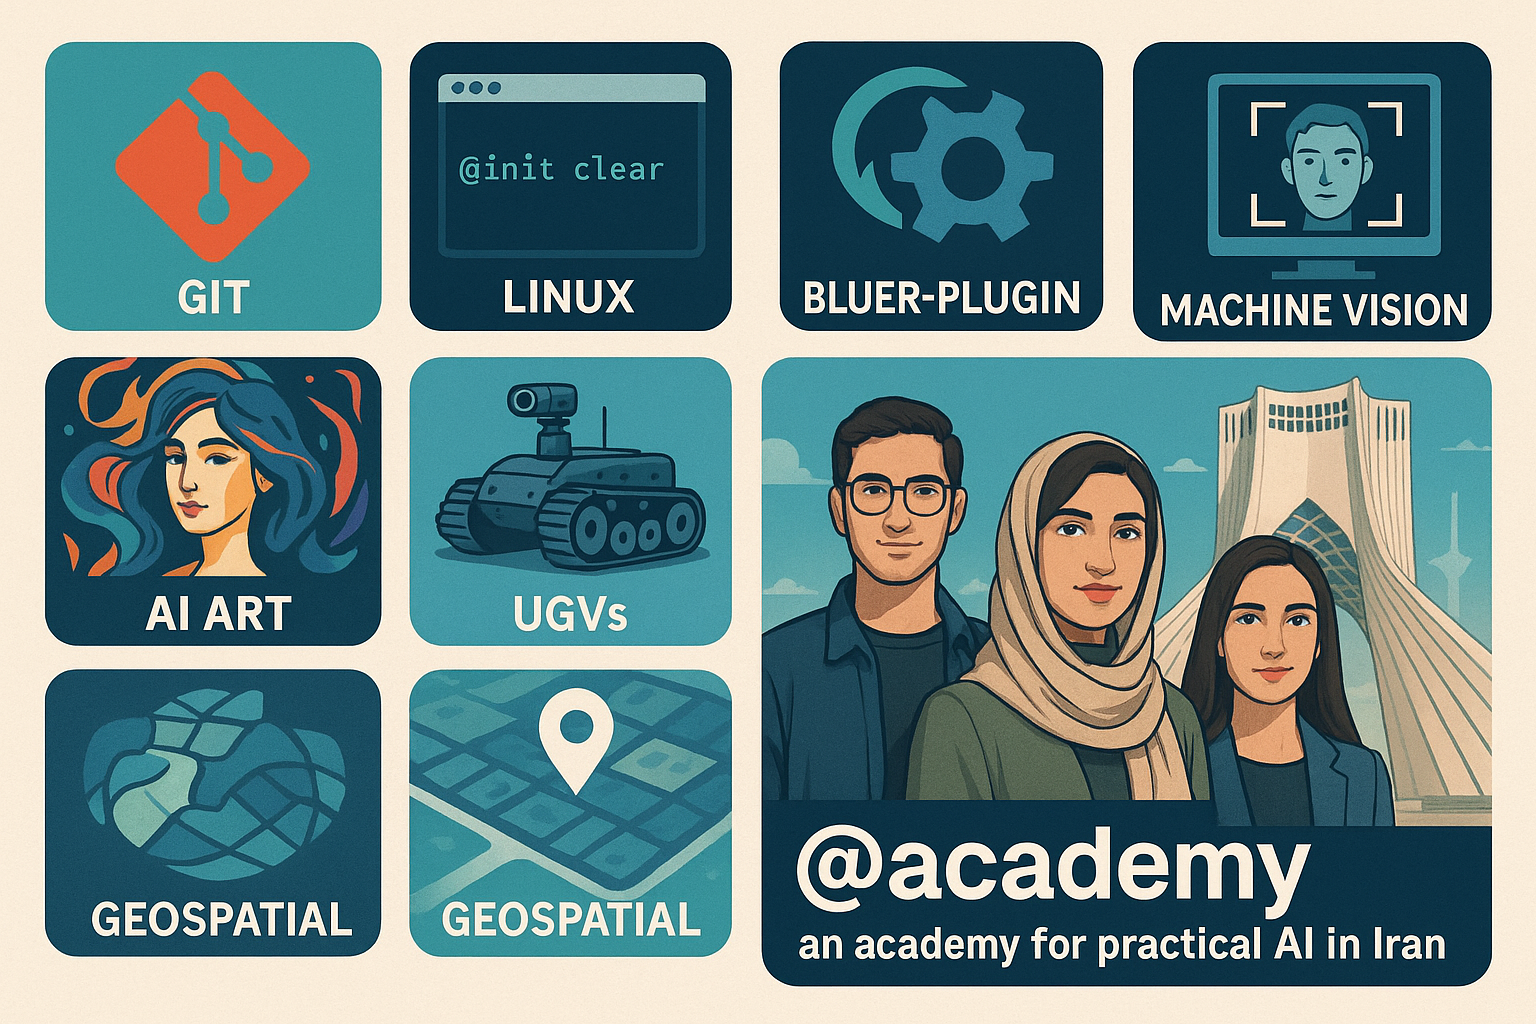 GIT
@init clear
LINUX
BLUER-PLUGIN
MACHINE VISION
AI ART
UGVs
GEOSPATIAL
GEOSPATIAL
@academy
an academy for practical AI in Iran